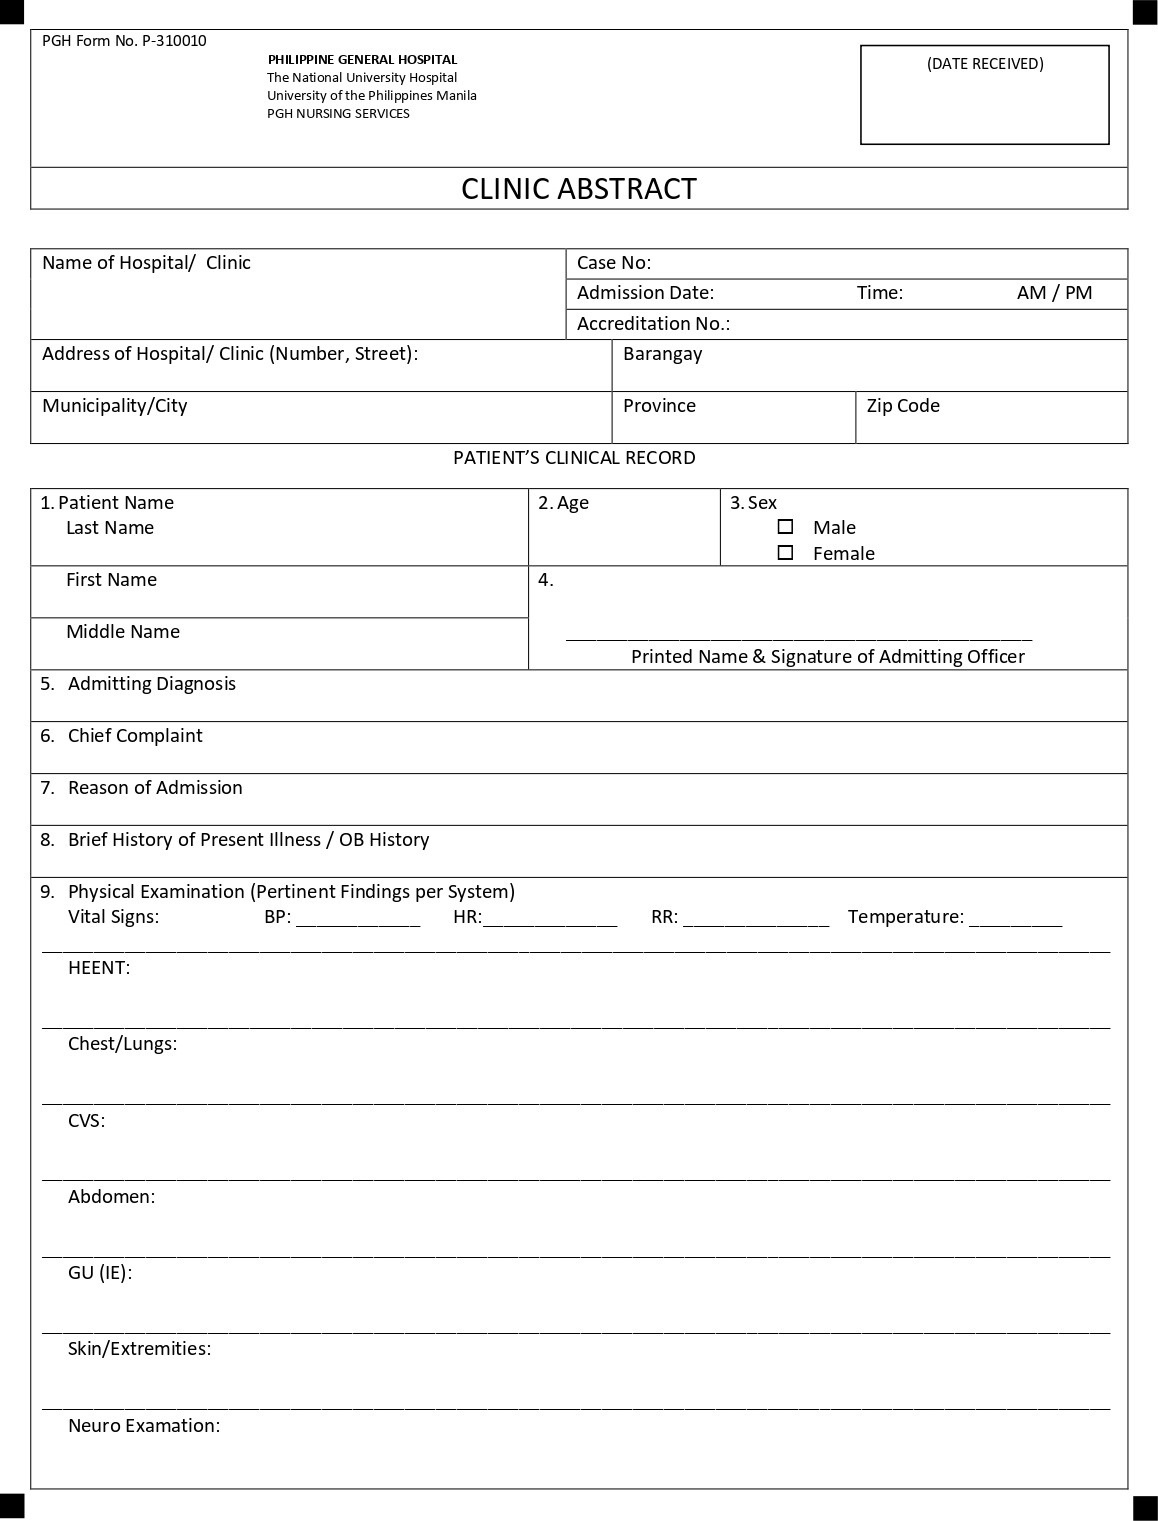 PGH Form No. P-310010
PHILIPPINE GENERAL HOSPITAL
The National University Hospital
University of the Philippines Manila
PGH NURSING SERVICES
(DATE RECEIVED)
CLINIC ABSTRACT
Name of Hospital/ Clinic
Case No:
Admission Date: Time: AM / PM
Accreditation No.:
Address of Hospital/ Clinic (Number, Street):
Barangay
Municipality/City
Province
Zip Code
PATIENT’S CLINICAL RECORD
1. Patient Name
Last Name
2. Age
3. Sex
☐ Male
☐ Female
First Name
Middle Name
4.
Printed Name & Signature of Admitting Officer
5. Admitting Diagnosis
6. Chief Complaint
7. Reason of Admission
8. Brief History of Present Illness / OB History
9. Physical Examination (Pertinent Findings per System)
Vital Signs: BP: ____________ HR:_____________ RR: ______________ Temperature: _________
HEENT:
Chest/Lungs:
CVS:
Abdomen:
GU (IE):
Skin/Extremities:
Neuro Examation: